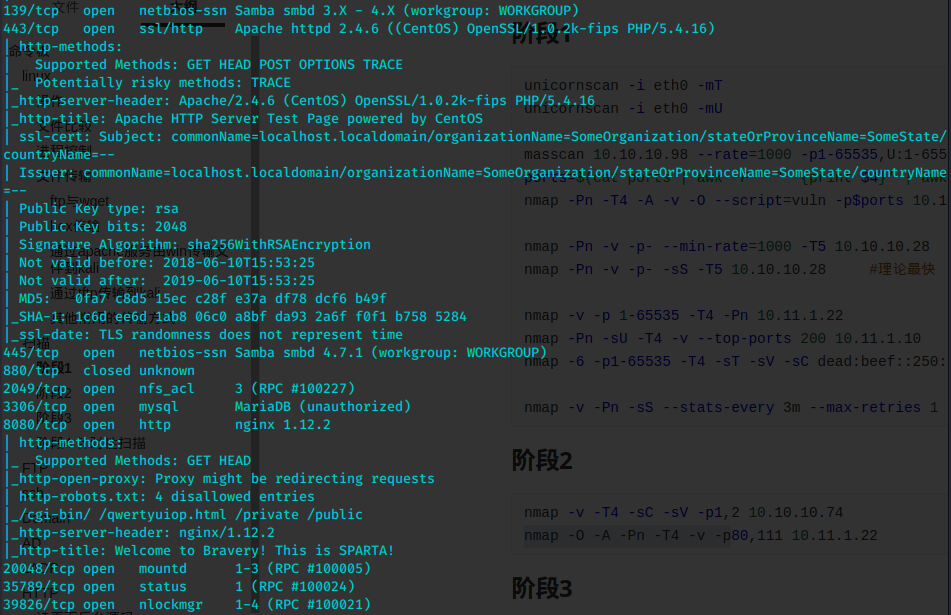 139/tcp   open   netbios-ssn Samba smbd 3.X - 4.X (workgroup: WORKGROUP)
443/tcp   open   ssl/http    Apache httpd 2.4.6 ((CentOS) OpenSSL/1.0.2k-fips PHP/5.4.16)
| http-methods:
|   Supported Methods: GET HEAD POST OPTIONS TRACE
|_  Potentially risky methods: TRACE
|_http-server-header: Apache/2.4.6 (CentOS) OpenSSL/1.0.2k-fips PHP/5.4.16
|_http-title: Apache HTTP Server Test Page powered by CentOS
| ssl-cert: Subject: commonName=localhost.localdomain/organizationName=SomeOrganization/stateOrProvinceName=SomeState/
countryName=--
| Issuer: commonName=localhost.localdomain/organizationName=SomeOrganization/stateOrProvinceName=SomeState/countryName
=--
| Public Key type: rsa
| Public Key bits: 2048
| Signature Algorithm: sha256WithRSAEncryption
| Not valid before: 2018-06-10T15:53:25
| Not valid after:  2019-06-10T15:53:25
| MD5:   0fa7 c8d5 15ec c28f e37a df78 dcf6 b49f
|_SHA-1: 1c6d ee6d 1ab8 06c0 a8bf da93 2a6f f0f1 b758 5284
|_ssl-date: TLS randomness does not represent time
445/tcp   open   netbios-ssn Samba smbd 4.7.1 (workgroup: WORKGROUP)
880/tcp   closed unknown
2049/tcp  open   nfs_acl     3 (RPC #100227)
3306/tcp  open   mysql       MariaDB (unauthorized)
8080/tcp  open   http        nginx 1.12.2
| http-methods:
|_  Supported Methods: GET HEAD
|_http-open-proxy: Proxy might be redirecting requests
| http-robots.txt: 4 disallowed entries
|_/cgi-bin/ /qwertyuiop.html /private /public
|_http-server-header: nginx/1.12.2
|_http-title: Welcome to Bravery! This is SPARTA!
20048/tcp open   mountd      1-3 (RPC #100005)
35789/tcp open   status      1 (RPC #100024)
39826/tcp open   nlockmgr    1-4 (RPC #100021)
阶段1
unicornscan -i eth0 -mT
unicornscan -i eth0 -mU
masscan 10.10.10.98 --rate=1000 -p1-65535,U:1-655
nmap -Pn -T4 -A -v -O --script=vuln -p$ports 10.1
nmap -Pn -v -p- --min-rate=1000 -T5 10.10.10.28
nmap -Pn -v -p- -sS -T5 10.10.10.28     #理论最快
nmap -v -p 1-65535 -T4 -Pn 10.11.1.22
nmap -Pn -sU -T4 -v --top-ports 200 10.11.1.10
nmap -6 -p1-65535 -T4 -sT -sV -sC dead:beef::250:
nmap -v -Pn -sS --stats-every 3m --max-retries 1
阶段2
nmap -v -T4 -sC -sV -p1,2 10.10.10.74
nmap -O -A -Pn -T4 -v -p80,111 10.11.1.22
阶段3